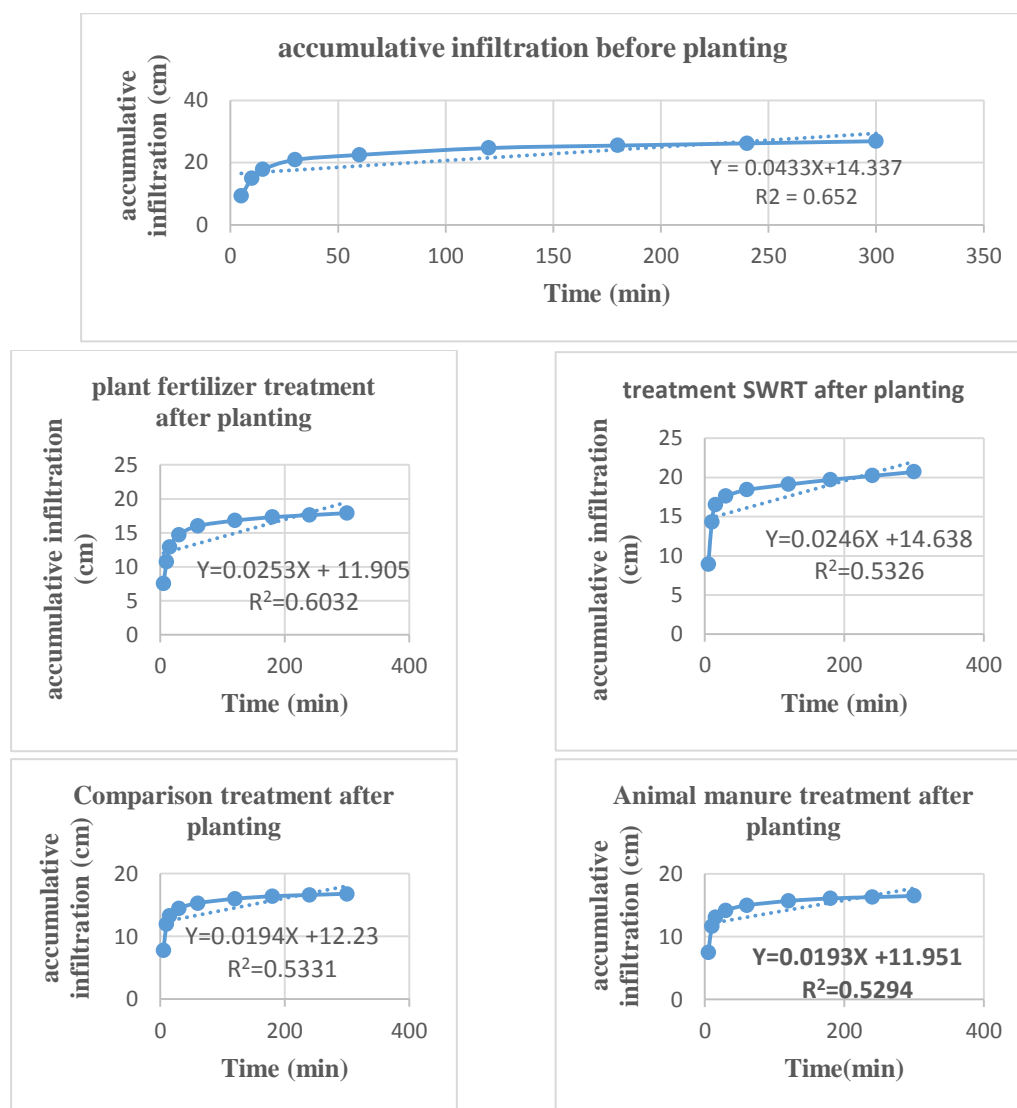 accumulative infiltration before planting
accumulative
infiltration (cm)
40
20
0
Y = 0.0433X+14.337
R2 = 0.652
0 50 100 150 200 250 300 350
Time (min)
plant fertilizer treatment
after planting
accumulative infiltration
(cm)
25
20
15
10
5
0
Y=0.0253X + 11.905
R²=0.6032
0 200 400
Time (min)
treatment SWRT after planting
accumulative infiltration
(cm)
25
20
15
10
5
0
Y=0.0246X +14.638
R²=0.5326
0 200 400
Time (min)
Comparison treatment after
planting
accumulative
infiltration (cm)
20
10
0
Y=0.0194X +12.23
R²=0.5331
0 200 400
Time (min)
Animal manure treatment after
planting
accumulative
infiltration (cm)
20
10
0
Y=0.0193X +11.951
R²=0.5294
0 200 400
Time(min)